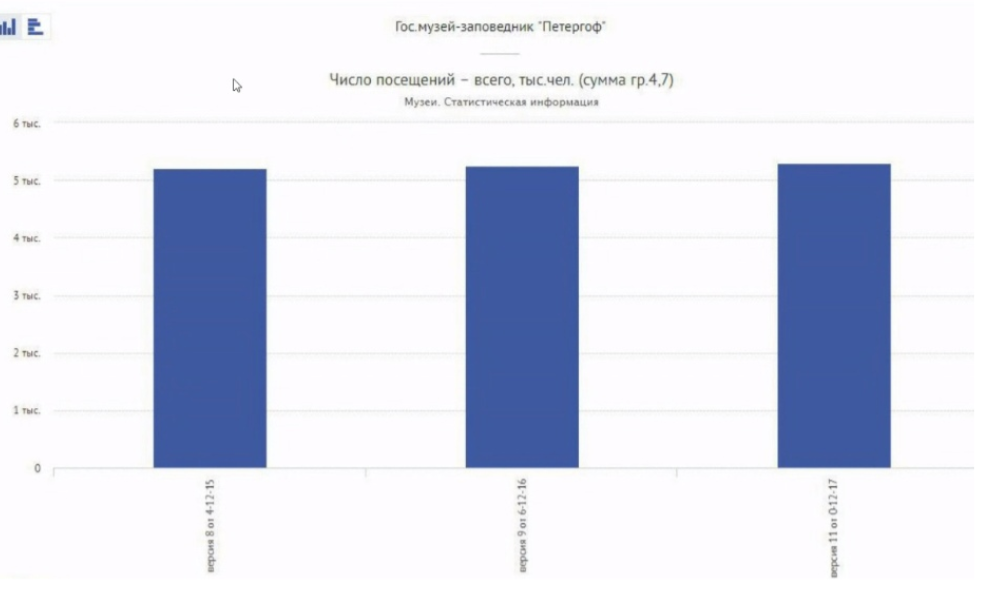 Гос.музей-заповедник "Петергоф"
Число посещений – всего, тыс.чел. (сумма гр.4,7)
Музеи. Статистическая информация
6 тыс.
5 тыс.
4 тыс.
3 тыс.
2 тыс.
1 тыс.
0
версия 8 от 4-12-15
версия 9 от 6-12-16
версия 11 от 0-12-17